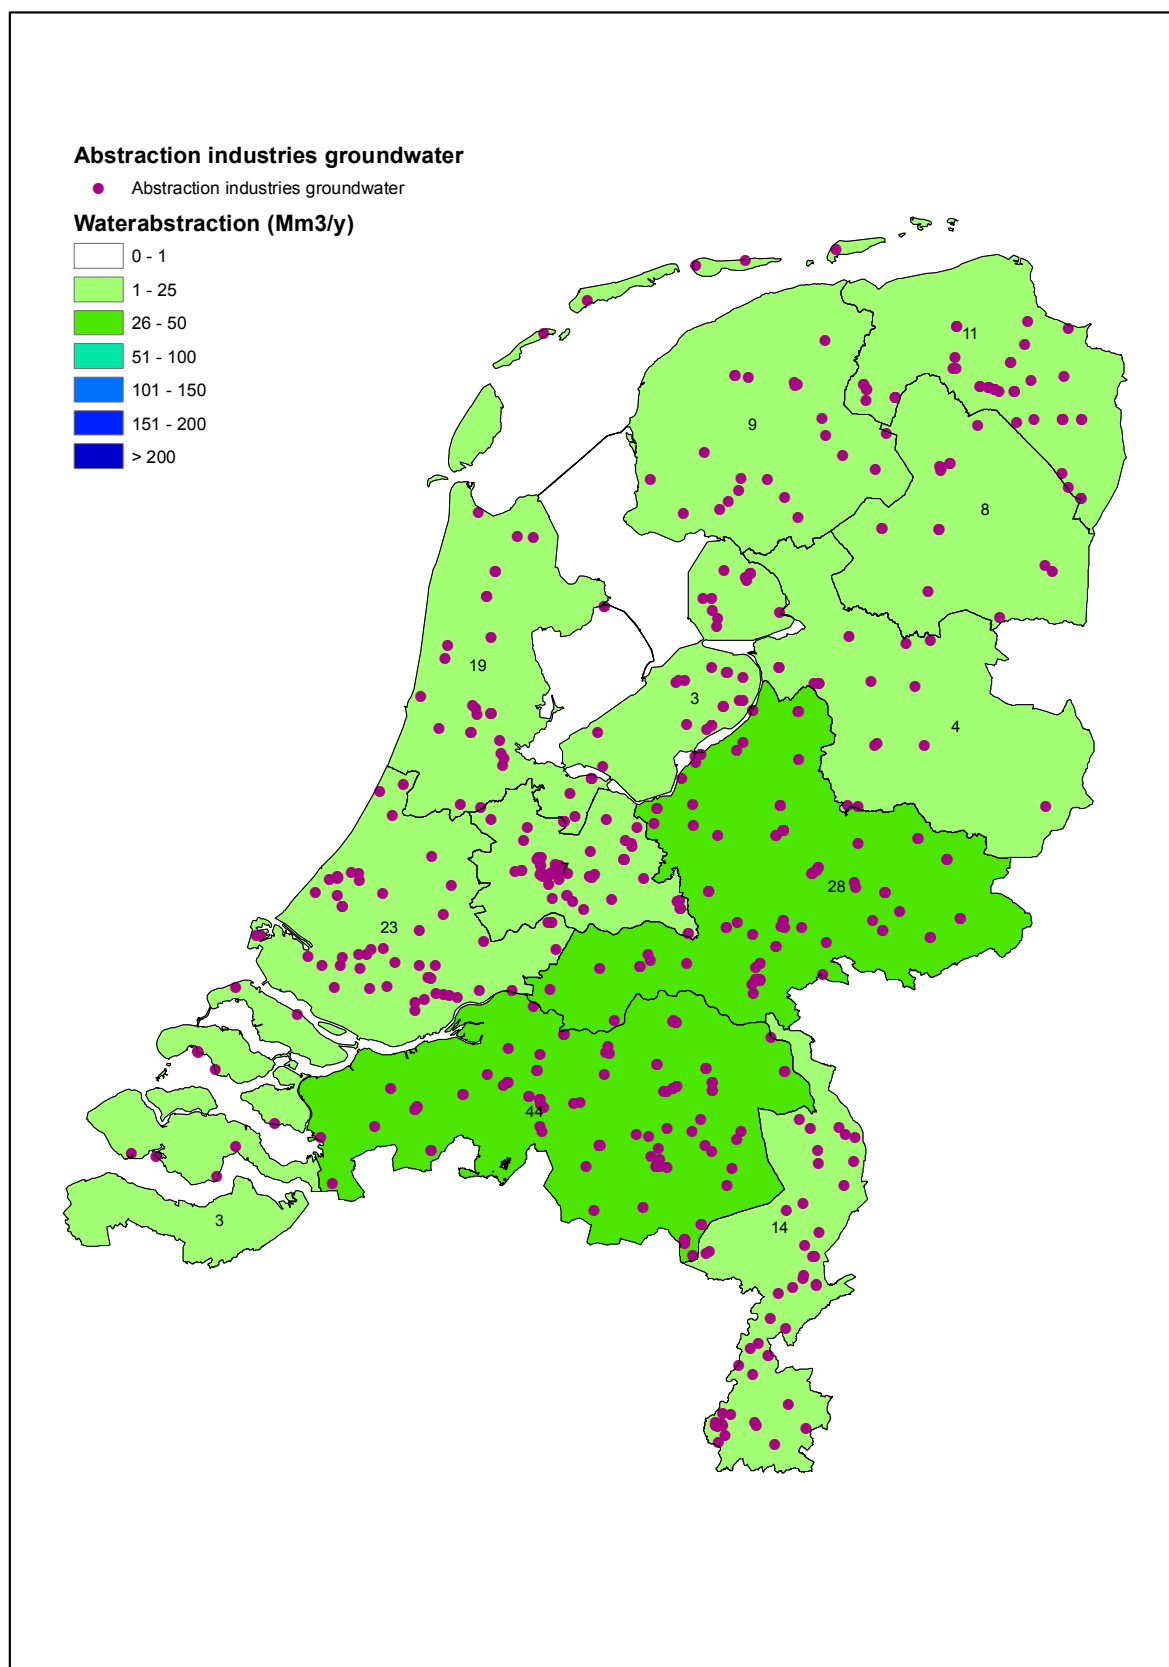 Abstraction industries groundwater
Abstraction industries groundwater
Waterabstraction (Mm3/y)
0 - 1
1 - 25
26 - 50
51 - 100
101 - 150
151 - 200
> 200
11
9
8
19
3
4
7
28
23
44
3
14